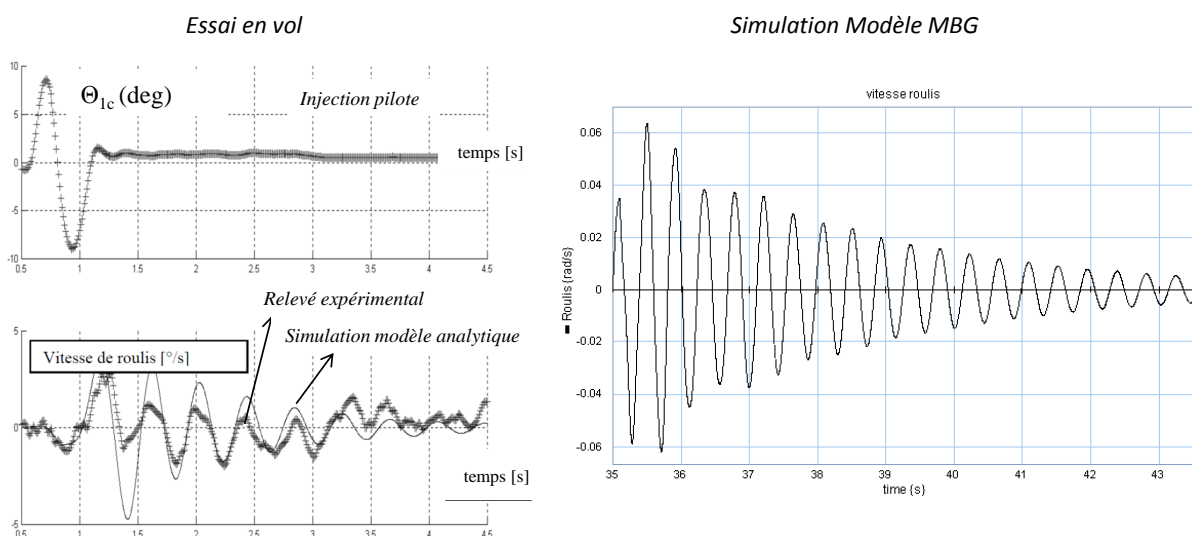 Essai en vol
Simulation Modèle MBG
10
5
0
-5
-10
Θ1c (deg)
Injection pilote
temps [s]
0.5 1 1.5 2 2.5 3 3.5 4 4.5
Relevé expérimental
Simulation modèle analytique
5
0
-5
Vitesse de roulis [°/s]
temps [s]
0.5 1 1.5 2 2.5 3 3.5 4 4.5
vitesse roulis
0.06
0.04
0.02
0
-0.02
-0.04
-0.06
Roulis {rad/s}
35 36 37 38 39 40 41 42 43
time {s}